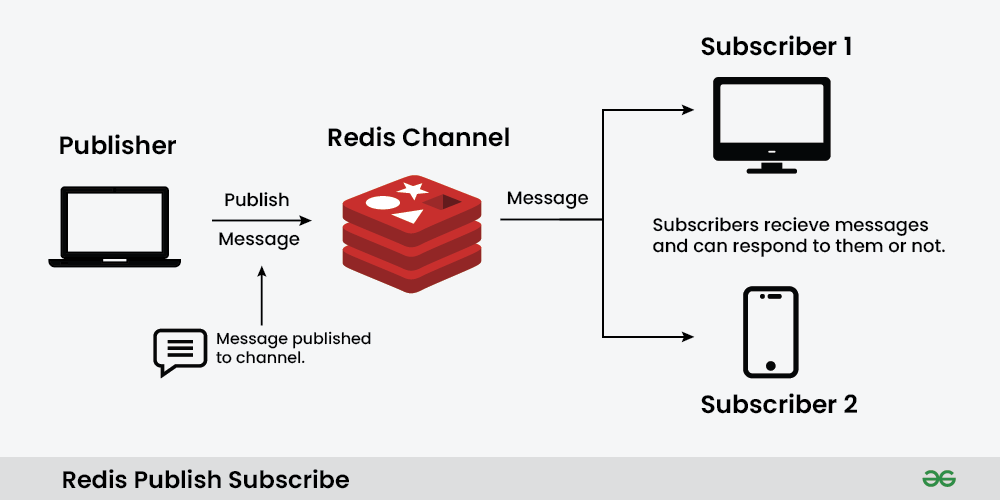 Subscriber 1
Publisher
Redis Channel
Publish
Message
Message
Subscribers recieve messages
and can respond to them or not.
Message published
to channel.
Subscriber 2
Redis Publish Subscribe